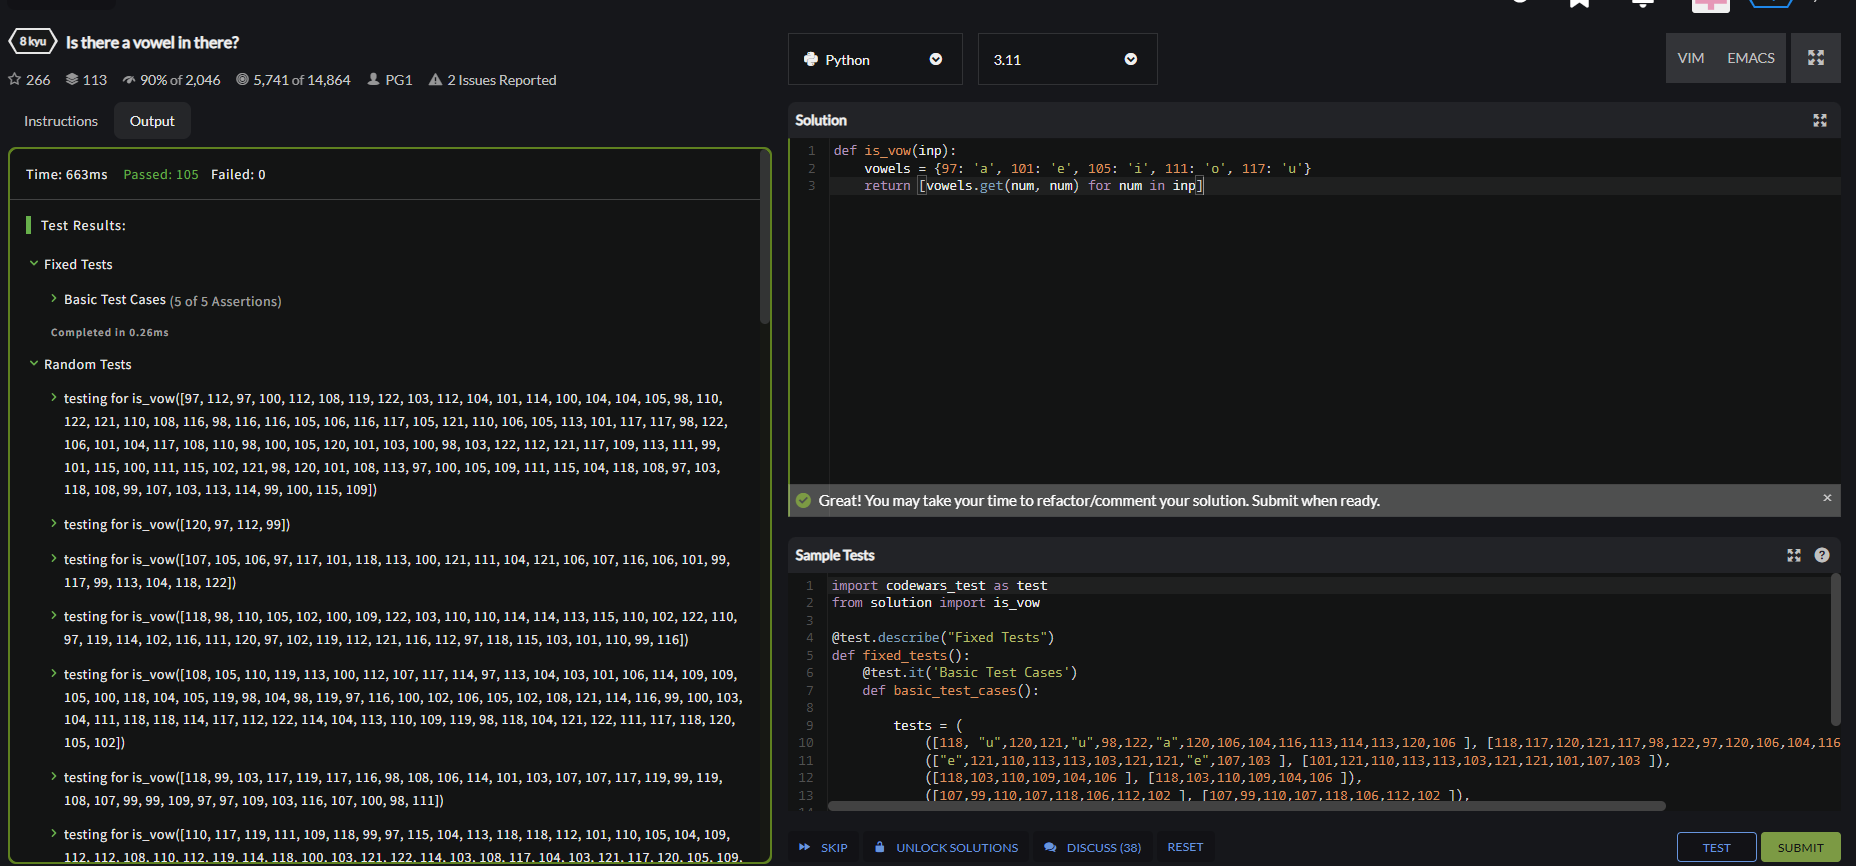 8 kyu Is there a vowel in there?
266 113 90% of 2,046 5,741 of 14,864 PG1 2 Issues Reported
Instructions Output
Time: 663ms Passed: 105 Failed: 0
Test Results:
Fixed Tests
Basic Test Cases (5 of 5 Assertions)
Completed in 0.26ms
Random Tests
testing for is_vow([97, 112, 97, 100, 112, 108, 119, 122, 103, 112, 104, 101, 114, 100, 104, 104, 105, 98, 110,
122, 121, 110, 108, 116, 98, 116, 116, 105, 106, 116, 117, 105, 121, 110, 106, 105, 113, 101, 117, 117, 98, 122,
106, 101, 104, 117, 108, 110, 98, 100, 105, 120, 101, 103, 100, 98, 103, 122, 112, 121, 117, 109, 113, 111, 99,
101, 115, 100, 111, 115, 102, 121, 98, 120, 101, 108, 113, 97, 100, 105, 109, 111, 115, 104, 118, 108, 97, 103,
118, 108, 99, 107, 103, 113, 114, 99, 100, 115, 109])
testing for is_vow([120, 97, 112, 99])
testing for is_vow([107, 105, 106, 97, 117, 101, 118, 113, 100, 121, 111, 104, 121, 106, 107, 116, 106, 101, 99,
117, 99, 113, 104, 118, 122])
testing for is_vow([118, 98, 110, 105, 102, 100, 109, 122, 103, 110, 110, 114, 114, 113, 115, 110, 102, 122, 110,
97, 119, 114, 102, 116, 111, 120, 97, 102, 119, 112, 121, 116, 112, 97, 118, 115, 103, 101, 110, 99, 116])
testing for is_vow([108, 105, 110, 119, 113, 100, 112, 107, 117, 114, 97, 113, 104, 103, 101, 106, 114, 109, 109,
105, 100, 118, 104, 105, 119, 98, 104, 98, 119, 97, 116, 100, 102, 106, 105, 102, 108, 121, 114, 116, 99, 100, 103,
104, 111, 118, 118, 114, 117, 112, 122, 114, 104, 113, 110, 109, 119, 98, 118, 104, 121, 122, 111, 117, 118, 120,
105, 102])
testing for is_vow([118, 99, 103, 117, 119, 117, 116, 98, 108, 106, 114, 101, 103, 107, 107, 117, 119, 99, 119,
108, 107, 99, 99, 109, 97, 97, 109, 103, 116, 107, 100, 98, 111])
testing for is_vow([110, 117, 119, 111, 109, 118, 99, 97, 115, 104, 113, 118, 118, 112, 101, 110, 105, 104, 109,
112, 112, 108, 110, 112, 119, 114, 118, 100, 103, 121, 122, 114, 103, 108, 117, 104, 103, 121, 117, 120, 105, 109,
Python 3.11 VIM EMACS
Solution
1 def is_vow(inp):
2 vowels = {97: 'a', 101: 'e', 105: 'i', 111: 'o', 117: 'u'}
3 return [vowels.get(num, num) for num in inp]
Great! You may take your time to refactor/comment your solution. Submit when ready. ×
Sample Tests ?
1 import codewars_test as test
2 from solution import is_vow
3
4 @test.describe("Fixed Tests")
5 def fixed_tests():
6 @test.it('Basic Test Cases')
7 def basic_test_cases():
8
9 tests = (
10 ([118, "u",120,121,"u",98,122,"a",120,106,104,116,113,114,113,120,106 ], [118,117,120,121,117,98,122,97,120,106,104,116
11 (["e",121,110,113,113,103,121,121,"e",107,103 ], [101,121,110,113,113,103,121,121,101,107,103 ]),
12 ([118,103,110,109,104,106 ], [118,103,110,109,104,106 ]),
13 ([107,99,110,107,118,106,112,102 ], [107,99,110,107,118,106,112,102 ]),
SKIP UNLOCK SOLUTIONS DISCUSS (38) RESET TEST SUBMIT